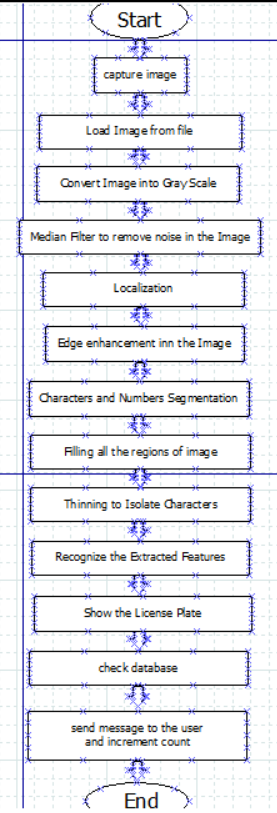 Start
capture image
Load Image from file
Convert Image into Gray Scale
Median Filter to remove noise in the Image
Localization
Edge enhancement inn the Image
Characters and Numbers Segmentation
Filling all the regions of image
Thinning to Isolate Characters
Recognize the Extracted Features
Show the License Plate
check database
send message to the user
and increment count
End